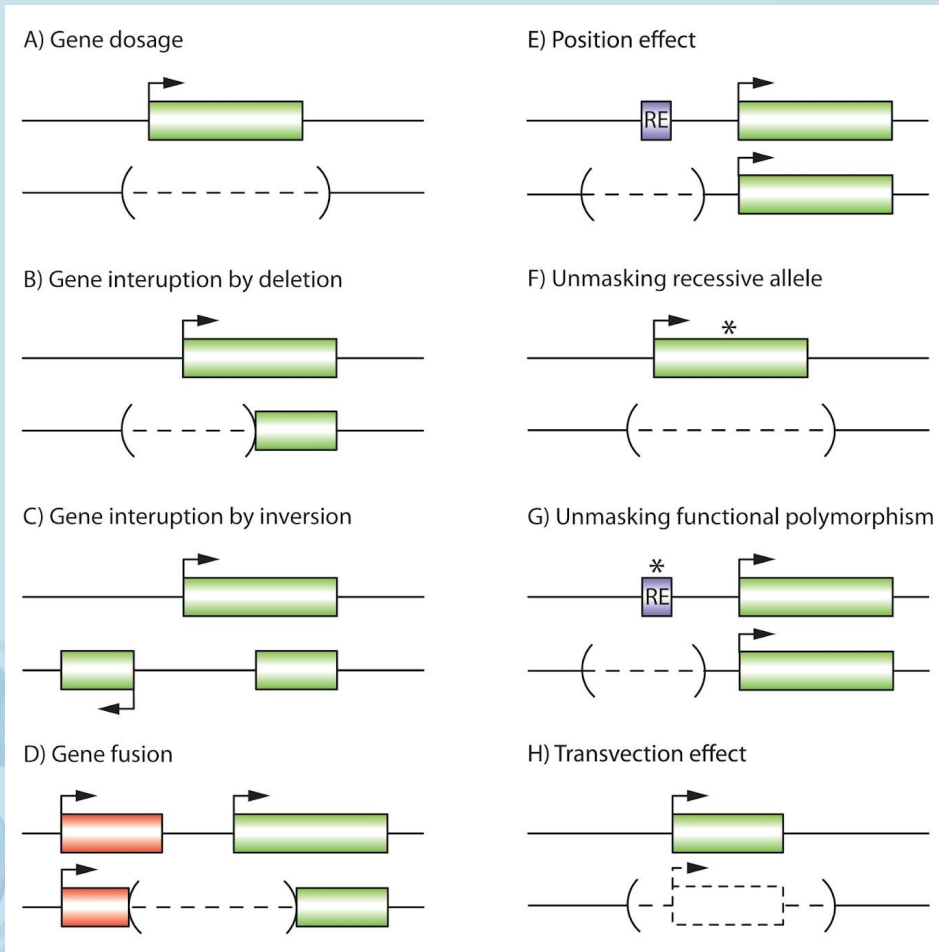 A) Gene dosage
B) Gene interuption by deletion
C) Gene interuption by inversion
D) Gene fusion
E) Position effect
RE
F) Unmasking recessive allele
*
G) Unmasking functional polymorphism
*
RE
H) Transvection effect